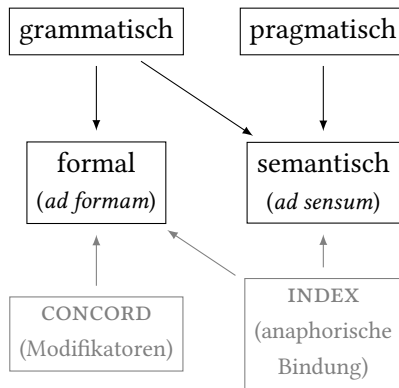 grammatisch
pragmatisch
formal
(ad formam)
semantisch
(ad sensum)
CONCORD
(Modifikatoren)
INDEX
(anaphorische
Bindung)